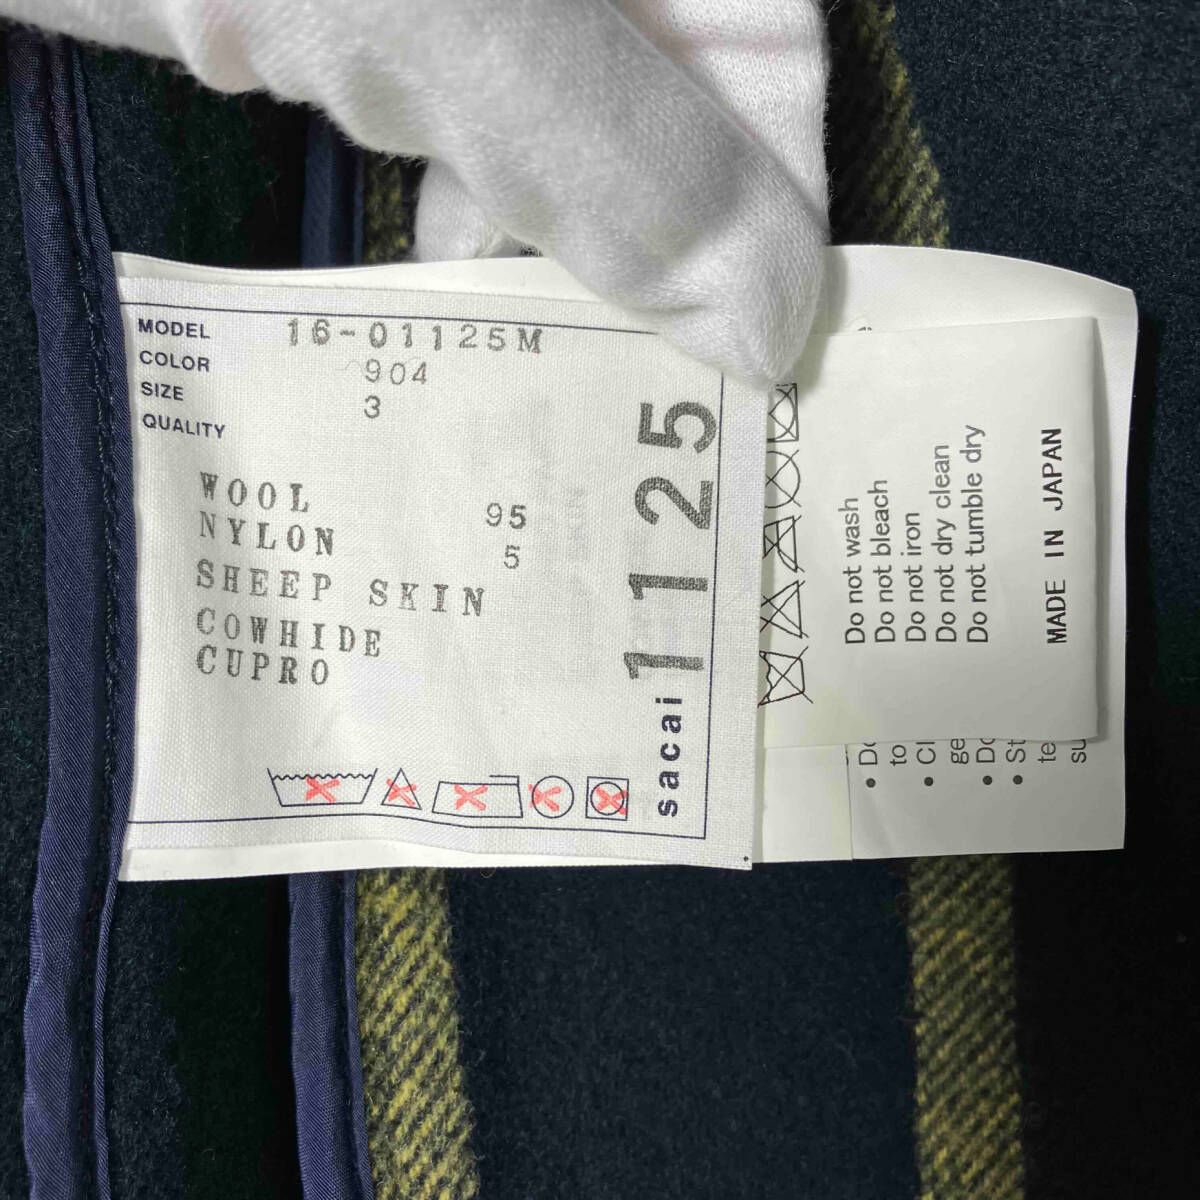 MODEL 16-01125M
COLOR 904
SIZE 3
QUALITY
WOOL 95
NYLON 5
SHEEP SKIN
COWHIDE
CUPRO
sacai 1125
Do not wash
Do not bleach
Do not iron
Do not dry clean
Do not tumble dry
MADE IN JAPAN
to